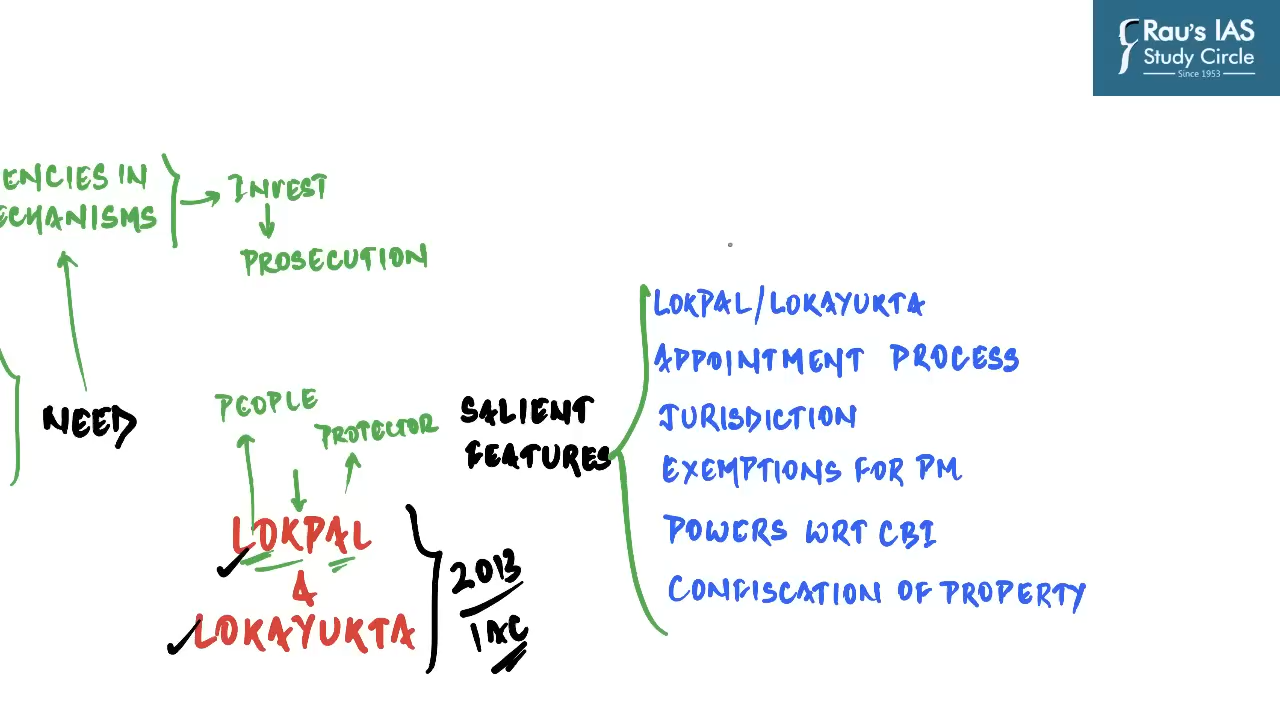 Rau's IAS
Study Circle
Since 1953
ENCIES IN
ECHANISMS
INVEST
PROSECUTION
NEED
PEOPLE
PROTECTOR
LOKPAL
&
LOKAYUKTA
2013
IAC
SALIENT
FEATURES
LOKPAL/LOKAYUKTA
APPOINTMENT PROCESS
JURISDICTION
EXEMPTIONS FOR PM
POWERS WRT CBI
CONFISCATION OF PROPERTY